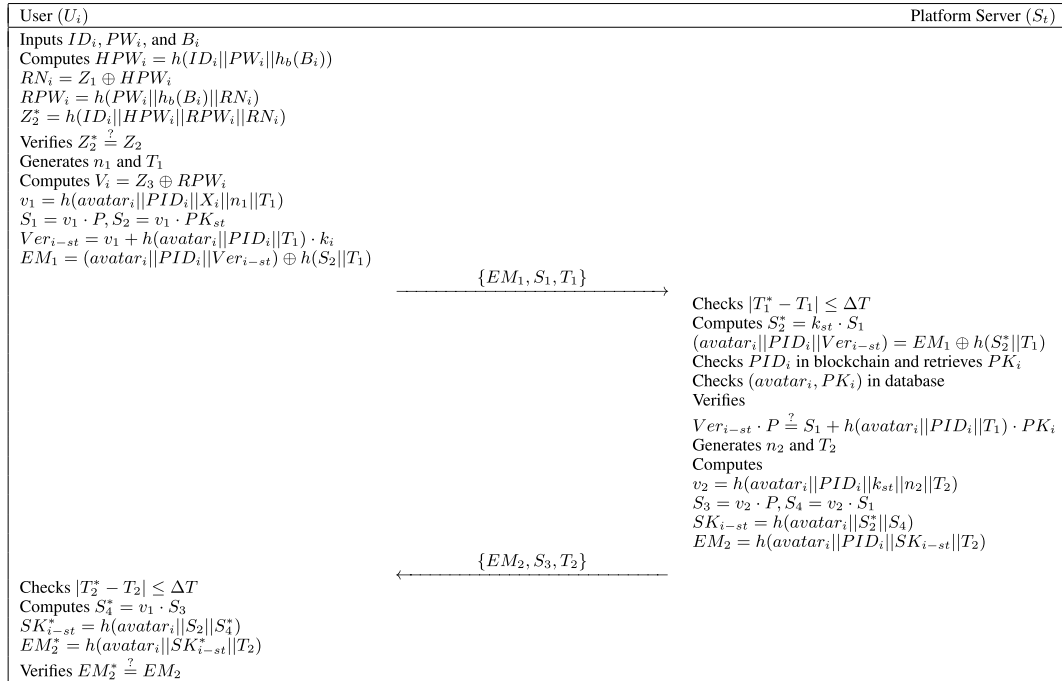 User (U_i) Platform Server (S_t)
Inputs ID_i, PW_i, and B_i
Computes HPW_i = h(ID_i||PW_i||h_b(B_i))
RN_i = Z_1 ⊕ HPW_i
RPW_i = h(PW_i||h_b(B_i)||RN_i)
Z_2^* = h(ID_i||HPW_i||RPW_i||RN_i)
Verifies Z_2^* ≟ Z_2
Generates n_1 and T_1
Computes V_i = Z_3 ⊕ RPW_i
v_1 = h(avatar_i||PID_i||X_i||n_1||T_1)
S_1 = v_1 · P, S_2 = v_1 · PK_{st}
Ver_{i-st} = v_1 + h(avatar_i||PID_i||T_1) · k_i
EM_1 = (avatar_i||PID_i||Ver_{i-st}) ⊕ h(S_2||T_1)
{EM_1, S_1, T_1}
Checks |T_1^* − T_1| ≤ ΔT
Computes S_2^* = k_{st} · S_1
(avatar_i||PID_i||Ver_{i-st}) = EM_1 ⊕ h(S_2^*||T_1)
Checks PID_i in blockchain and retrieves PK_i
Checks (avatar_i, PK_i) in database
Verifies
Ver_{i-st} · P ≟ S_1 + h(avatar_i||PID_i||T_1) · PK_i
Generates n_2 and T_2
Computes
v_2 = h(avatar_i||PID_i||k_{st}||n_2||T_2)
S_3 = v_2 · P, S_4 = v_2 · S_1
SK_{i-st} = h(avatar_i||S_2^*||S_4)
EM_2 = h(avatar_i||PID_i||SK_{i-st}||T_2)
{EM_2, S_3, T_2}
Checks |T_2^* − T_2| ≤ ΔT
Computes S_4^* = v_1 · S_3
SK_{i-st}^* = h(avatar_i||S_2||S_4^*)
EM_2^* = h(avatar_i||SK_{i-st}^*||T_2)
Verifies EM_2^* ≟ EM_2